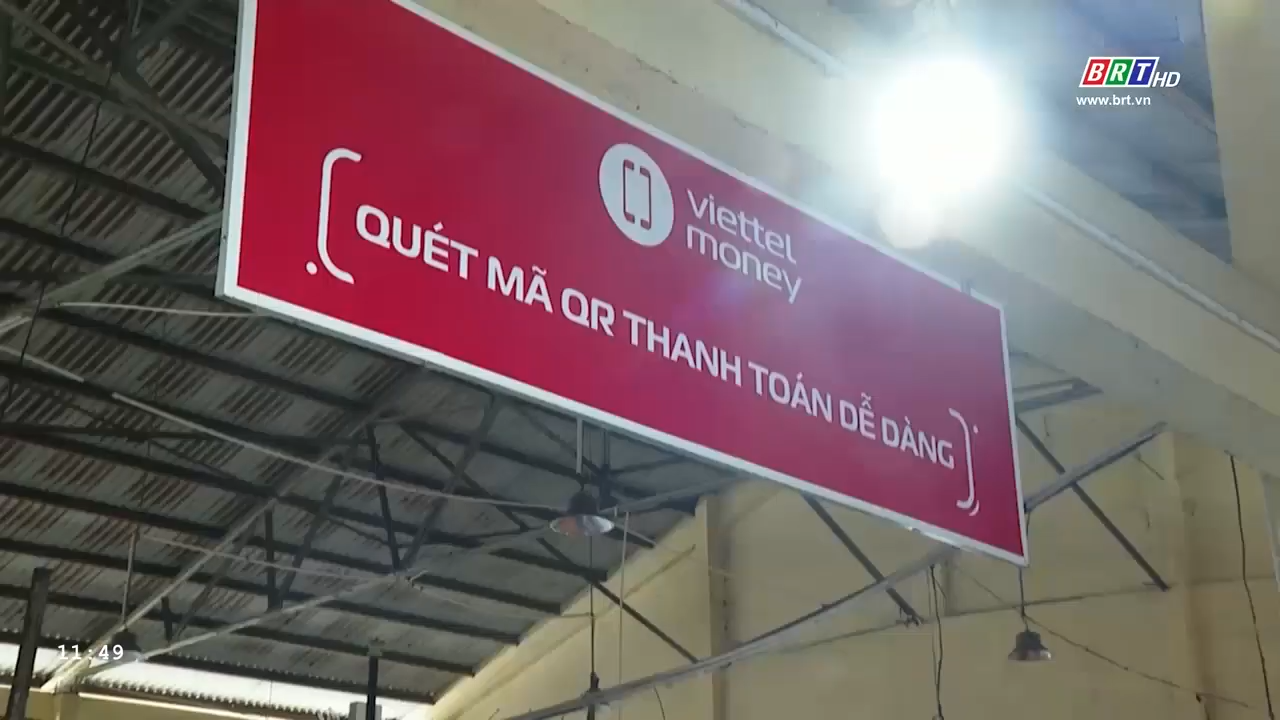 BRT HD
www.brt.vn
viettel
money
QUÉT MÃ QR THANH TOÁN DỄ DÀNG
11:49